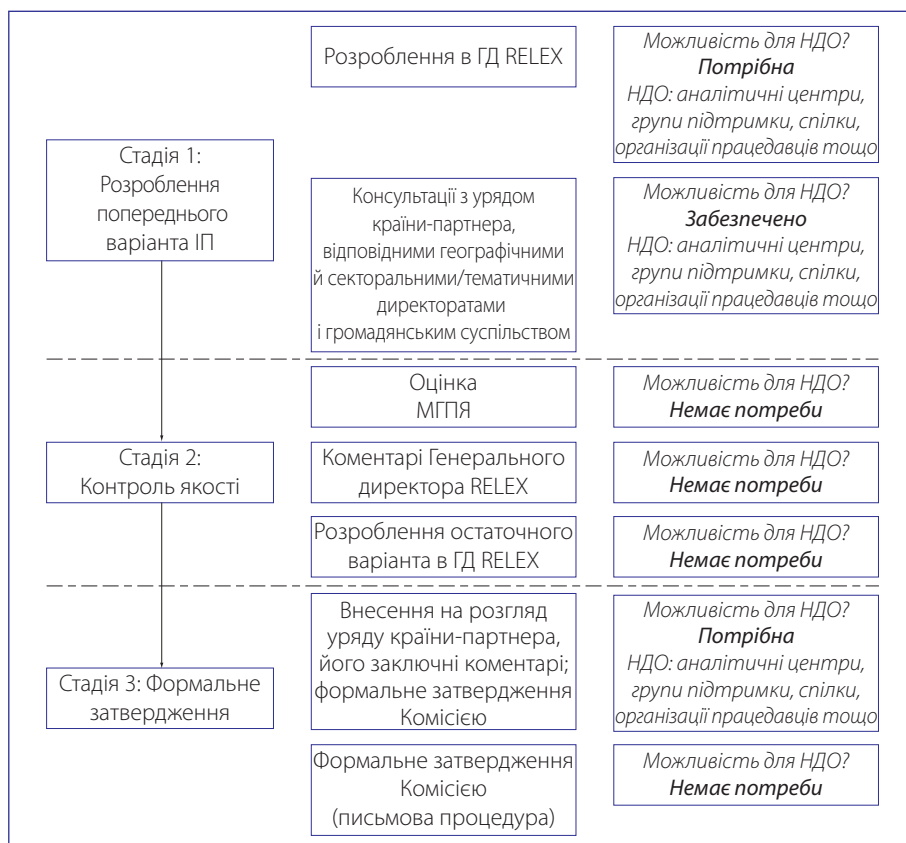 Розроблення в ГД RELEX
Можливість для НДО?
Потрібна
НДО: аналітичні центри,
групи підтримки, спілки,
організації працедавців тощо
Стадія 1:
Розроблення
попереднього
варіанта ІП
Консультації з урядом
країни-партнера,
відповідними географічними
й секторальними/тематичними
директоратами
і громадянським суспільством
Можливість для НДО?
Забезпечено
НДО: аналітичні центри,
групи підтримки, спілки,
організації працедавців тощо
Оцінка
МГПЯ
Можливість для НДО?
Немає потреби
Стадія 2:
Контроль якості
Коментарі Генерального
директора RELEX
Можливість для НДО?
Немає потреби
Розроблення остаточного
варіанта в ГД RELEX
Можливість для НДО?
Немає потреби
Стадія 3: Формальне
затвердження
Внесення на розгляд
уряду країни-партнера,
його заключні коментарі;
формальне затвердження
Комісією
Можливість для НДО?
Потрібна
НДО: аналітичні центри,
групи підтримки, спілки,
організації працедавців тощо
Формальне затвердження
Комісією
(письмова процедура)
Можливість для НДО?
Немає потреби